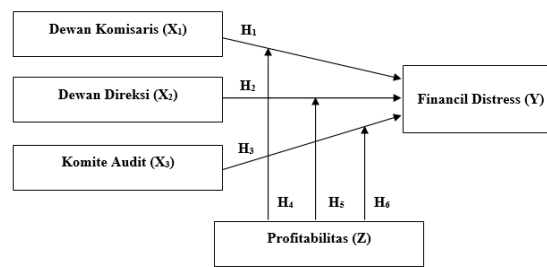 Dewan Komisaris (X₁)
H₁
Dewan Direksi (X₂)
H₂
Financil Distress (Y)
Komite Audit (X₃)
H₃
H₄
H₅
H₆
Profitabilitas (Z)